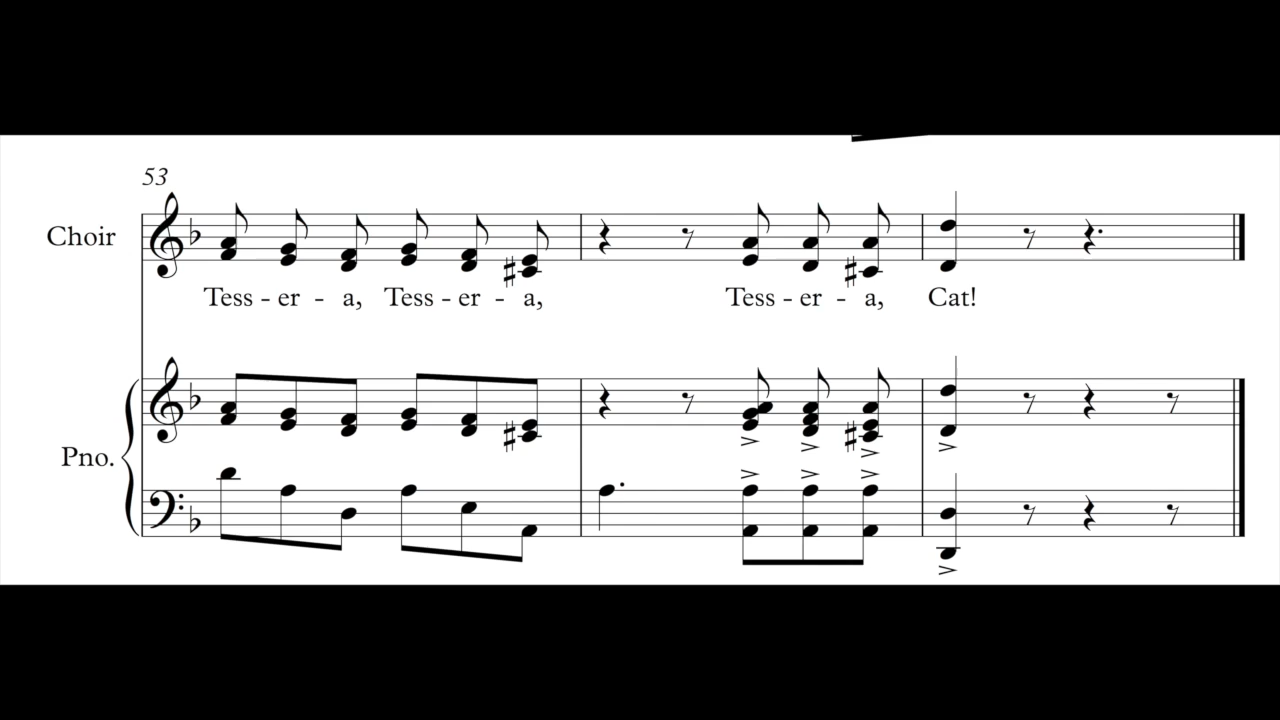 53
Choir
Tess - er - a, Tess - er - a, Tess - er - a, Cat!
Pno.